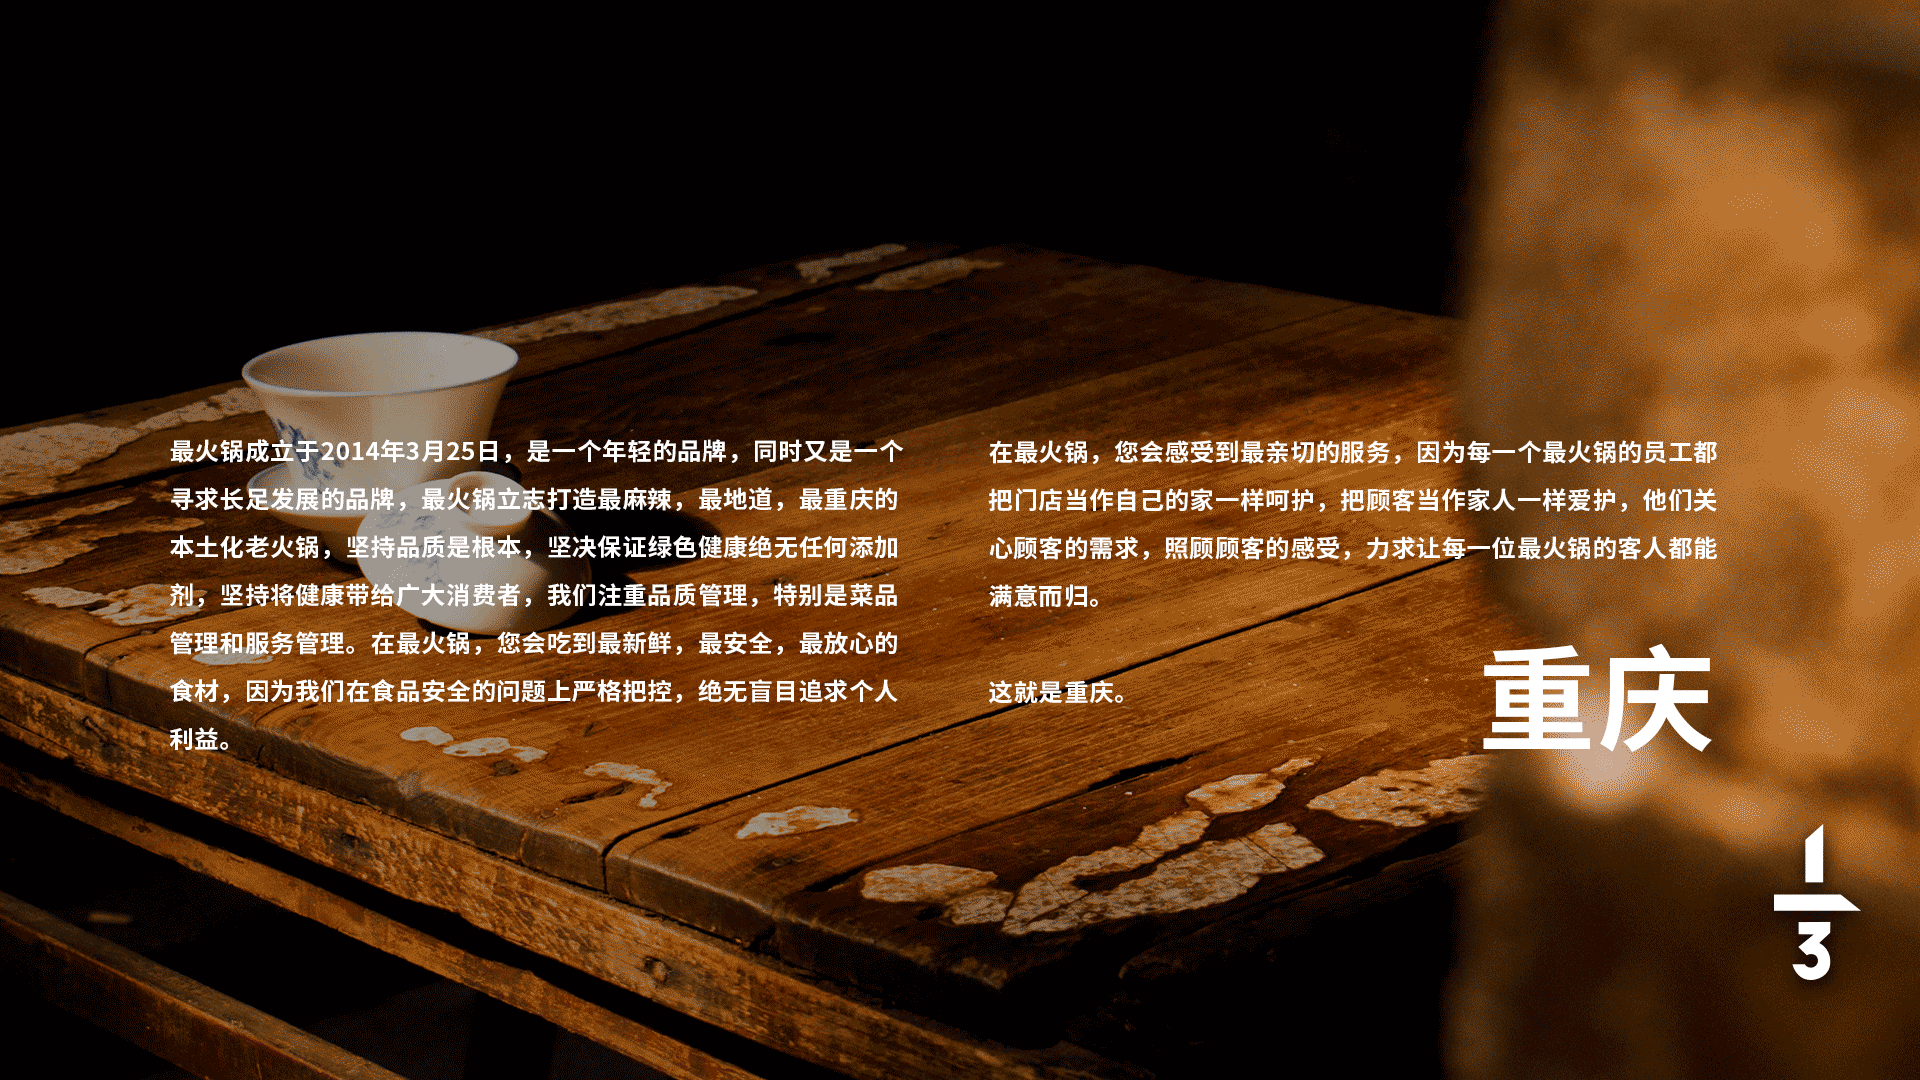 最火锅成立于2014年3月25日，是一个年轻的品牌，同时又是一个
寻求长足发展的品牌，最火锅立志打造最麻辣，最地道，最重庆的
本土化老火锅，坚持品质是根本，坚决保证绿色健康绝无任何添加
剂，坚持将健康带给广大消费者，我们注重品质管理，特别是菜品
管理和服务管理。在最火锅，您会吃到最新鲜，最安全，最放心的
食材，因为我们在食品安全的问题上严格把控，绝无盲目追求个人
利益。
在最火锅，您会感受到最亲切的服务，因为每一个最火锅的员工都
把门店当作自己的家一样呵护，把顾客当作家人一样爱护，他们关
心顾客的需求，照顾顾客的感受，力求让每一位最火锅的客人都能
满意而归。
这就是重庆。
重庆
1
3